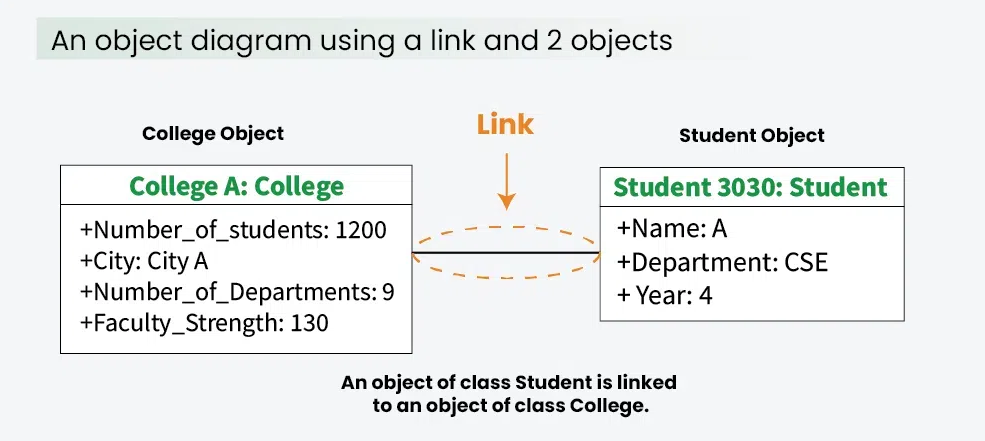 An object diagram using a link and 2 objects
College Object
Link
Student Object
College A: College
+Number_of_students: 1200
+City: City A
+Number_of_Departments: 9
+Faculty_Strength: 130
Student 3030: Student
+Name: A
+Department: CSE
+ Year: 4
An object of class Student is linked
to an object of class College.